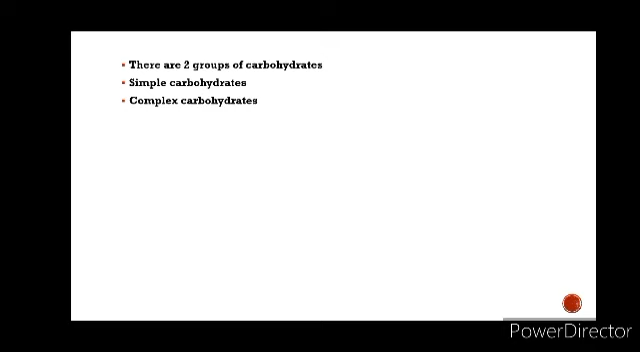 There are 2 groups of carbohydrates
Simple carbohydrates
Complex carbohydrates
PowerDirector